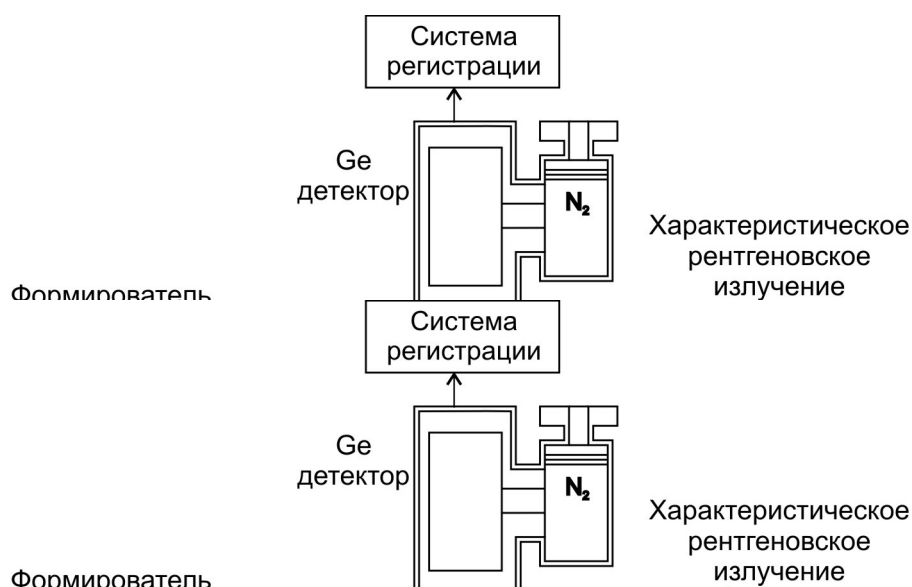 Система
регистрации
Ge
детектор
N₂
Характеристическое
рентгеновское
излучение
Формирователь
Система
регистрации
Ge
детектор
N₂
Характеристическое
рентгеновское
излучение
Формирователь